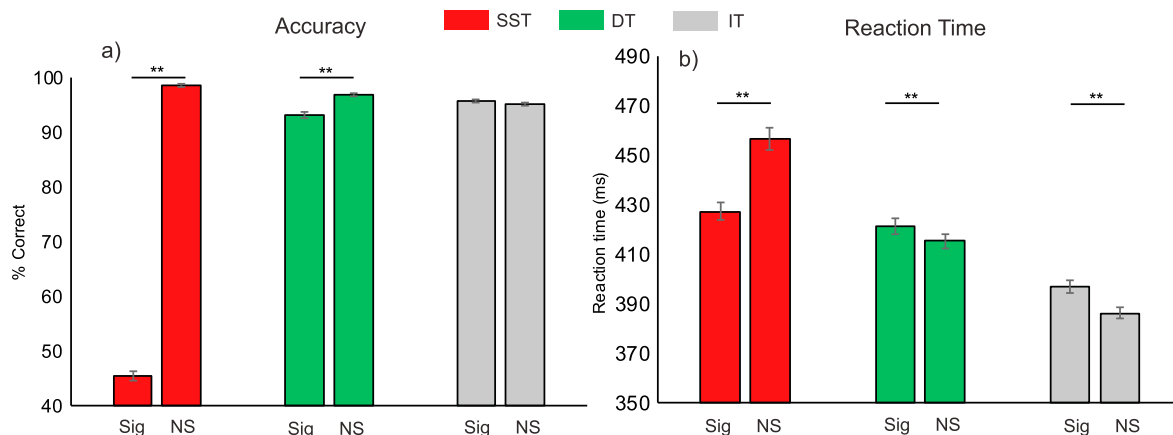 Accuracy
SST
DT
IT
Reaction Time
a)
**
**
100
90
80
70
60
50
40
% Correct
Sig NS
Sig NS
Sig NS
b)
**
**
**
490
470
450
430
410
390
370
350
Reaction time (ms)
Sig NS
Sig NS
Sig NS